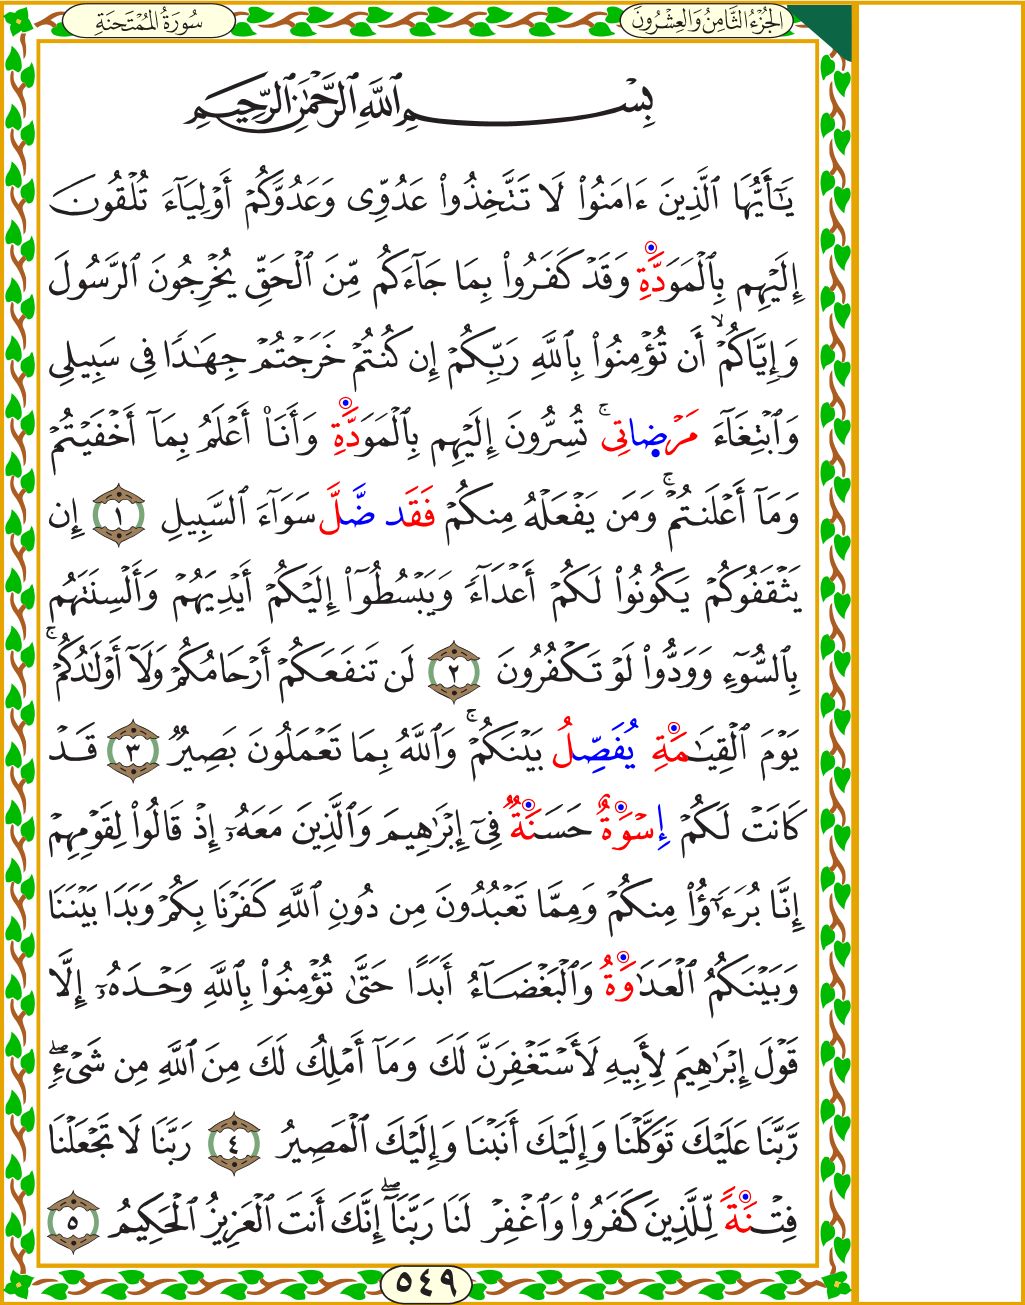 الجُزْءُ الثَّامِنُ وَالعِشْرُونَ
سُورَةُ المُمْتَحَنَةِ
بِسْمِ ٱللَّهِ ٱلرَّحْمَٰنِ ٱلرَّحِيمِ
يَٰٓأَيُّهَا ٱلَّذِينَ ءَامَنُوا۟ لَا تَتَّخِذُوا۟ عَدُوِّى وَعَدُوَّكُمْ أَوْلِيَآءَ تُلْقُونَ
إِلَيْهِم بِٱلْمَوَدَّةِ وَقَدْ كَفَرُوا۟ بِمَا جَآءَكُم مِّنَ ٱلْحَقِّ يُخْرِجُونَ ٱلرَّسُولَ
وَإِيَّاكُمْ ۙ أَن تُؤْمِنُوا۟ بِٱللَّهِ رَبِّكُمْ إِن كُنتُمْ خَرَجْتُمْ جِهَٰدًا فِى سَبِيلِى
وَٱبْتِغَآءَ مَرْضِاتِى ۚ تُسِرُّونَ إِلَيْهِم بِٱلْمَوَدَّةِ وَأَنَا۠ أَعْلَمُ بِمَآ أَخْفَيْتُمْ
وَمَآ أَعْلَنتُمْ ۚ وَمَن يَفْعَلْهُ مِنكُمْ فَقَد ضَّلَّ سَوَآءَ ٱلسَّبِيلِ ١ إِن
يَثْقَفُوكُمْ يَكُونُوا۟ لَكُمْ أَعْدَآءً وَيَبْسُطُوٓا۟ إِلَيْكُمْ أَيْدِيَهُمْ وَأَلْسِنَتَهُم
بِٱلسُّوٓءِ وَوَدُّوا۟ لَوْ تَكْفُرُونَ ٢ لَن تَنفَعَكُمْ أَرْحَامُكُمْ وَلَآ أَوْلَٰدُكُمْ ۚ
يَوْمَ ٱلْقِيَٰمَةِ يُفَصِّلُ بَيْنَكُمْ ۚ وَٱللَّهُ بِمَا تَعْمَلُونَ بَصِيرٌ ٣ قَدْ
كَانَتْ لَكُمْ إِسْوَةٌ حَسَنَةٌ فِىٓ إِبْرَٰهِيمَ وَٱلَّذِينَ مَعَهُۥٓ إِذْ قَالُوا۟ لِقَوْمِهِمْ
إِنَّا بُرَءَٰٓؤُا۟ مِنكُمْ وَمِمَّا تَعْبُدُونَ مِن دُونِ ٱللَّهِ كَفَرْنَا بِكُمْ وَبَدَا بَيْنَنَا
وَبَيْنَكُمُ ٱلْعَدَٰوَةُ وَٱلْبَغْضَآءُ أَبَدًا حَتَّىٰ تُؤْمِنُوا۟ بِٱللَّهِ وَحْدَهُۥٓ إِلَّا
قَوْلَ إِبْرَٰهِيمَ لِأَبِيهِ لَأَسْتَغْفِرَنَّ لَكَ وَمَآ أَمْلِكُ لَكَ مِنَ ٱللَّهِ مِن شَىْءٍ ۖ
رَّبَّنَا عَلَيْكَ تَوَكَّلْنَا وَإِلَيْكَ أَنَبْنَا وَإِلَيْكَ ٱلْمَصِيرُ ٤ رَبَّنَا لَا تَجْعَلْنَا
فِتْنَةً لِّلَّذِينَ كَفَرُوا۟ وَٱغْفِرْ لَنَا رَبَّنَآ ۖ إِنَّكَ أَنتَ ٱلْعَزِيزُ ٱلْحَكِيمُ ٥
٥٤٩